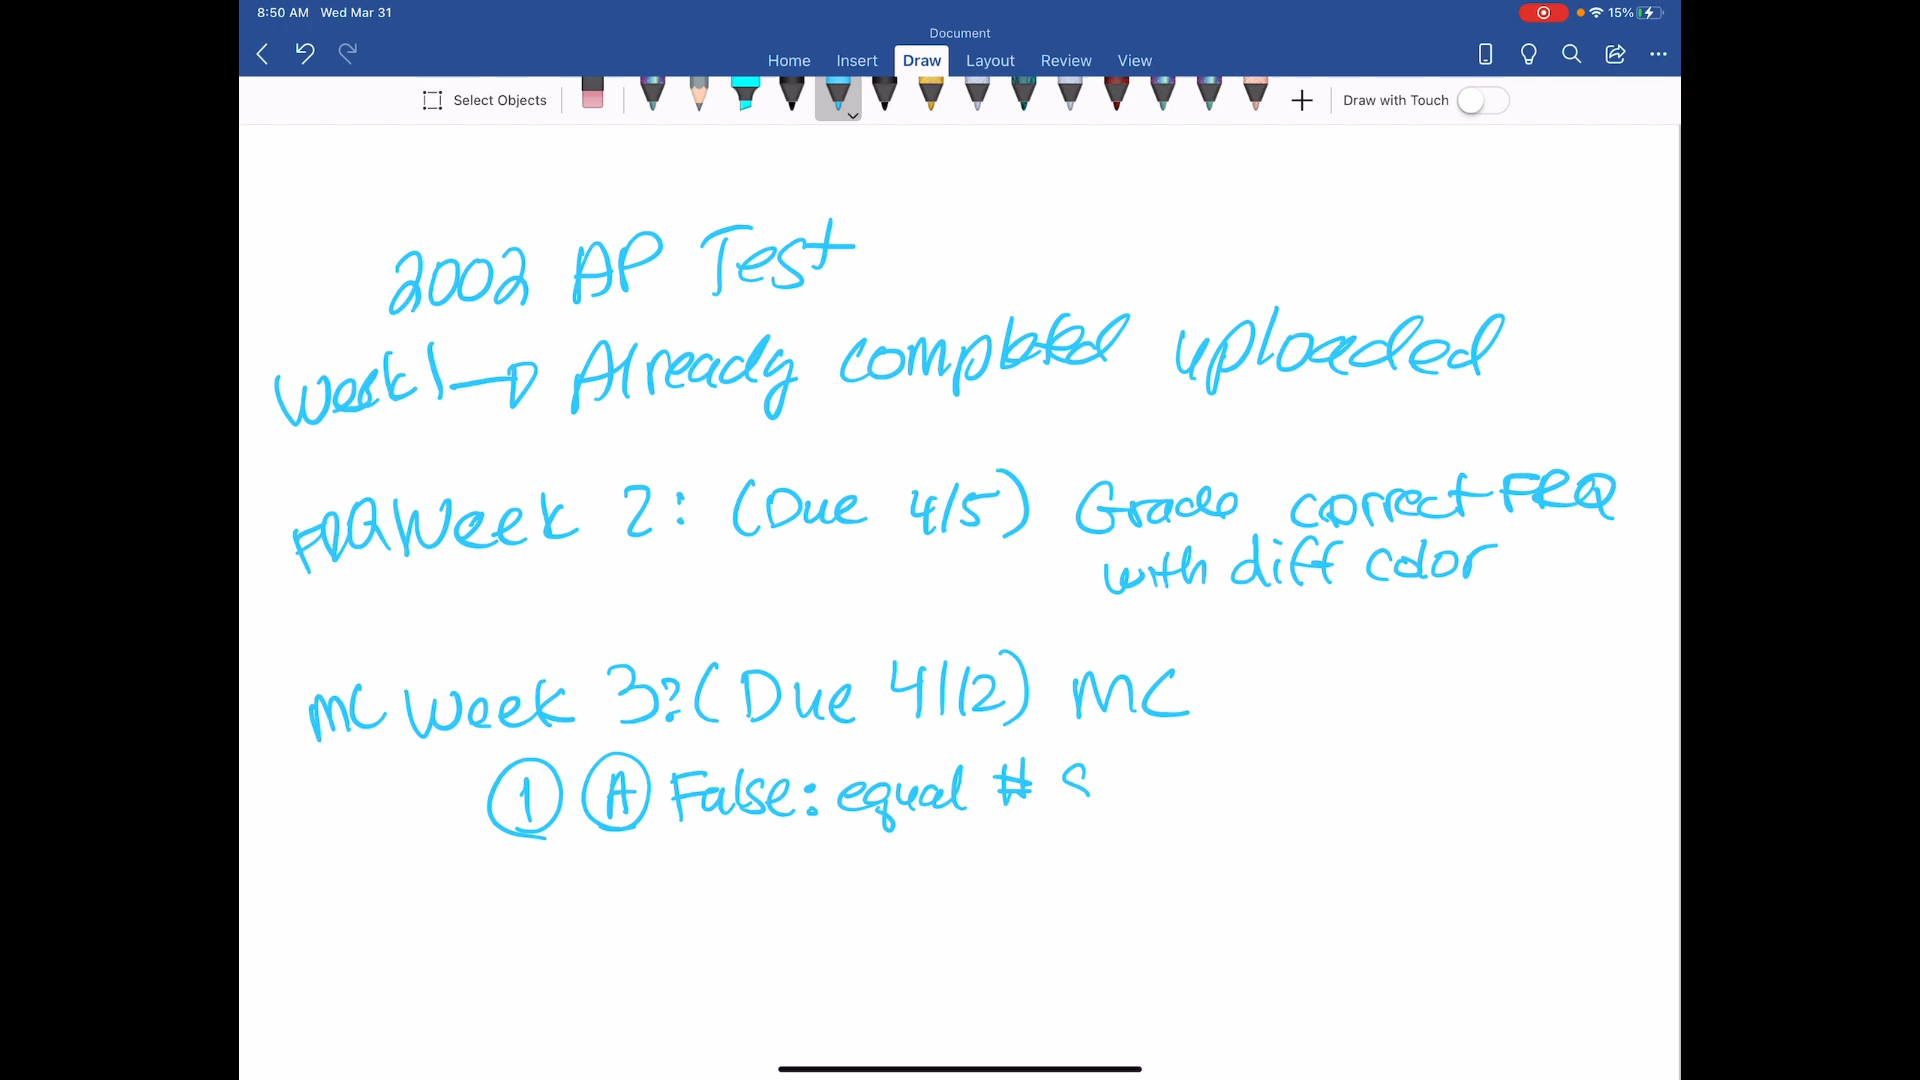 8:50 AM Wed Mar 31 15%
Document
Home Insert Draw Layout Review View
Select Objects Draw with Touch
2002 AP Test
Week 1 → Already completed uploaded
FRQ Week 2: (Due 4/5) Grade correct FRQ
with diff color
MC Week 3: (Due 4/12) MC
① Ⓐ False: equal #